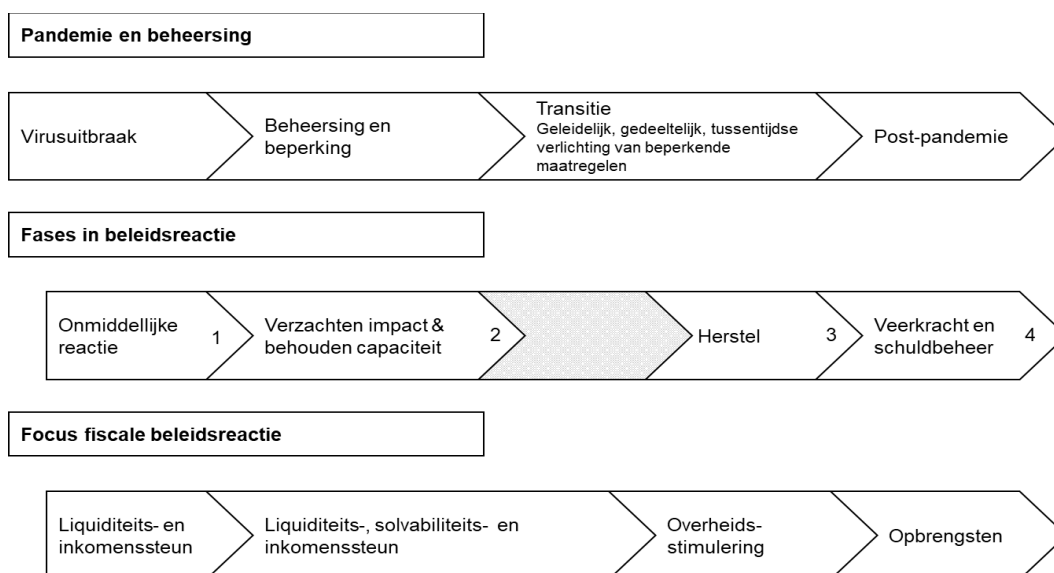 Pandemie en beheersing
Virusuitbraak
Beheersing en
beperking
Transitie
Geleidelijk, gedeeltelijk, tussentijdse
verlichting van beperkende
maatregelen
Post-pandemie
Fases in beleidsreactie
Onmiddellijke
reactie
1
Verzachten impact &
behouden capaciteit
2
Herstel
3
Veerkracht en
schuldbeheer
4
Focus fiscale beleidsreactie
Liquiditeits- en
inkomenssteun
Liquiditeits-, solvabiliteits- en
inkomenssteun
Overheids-
stimulering
Opbrengsten